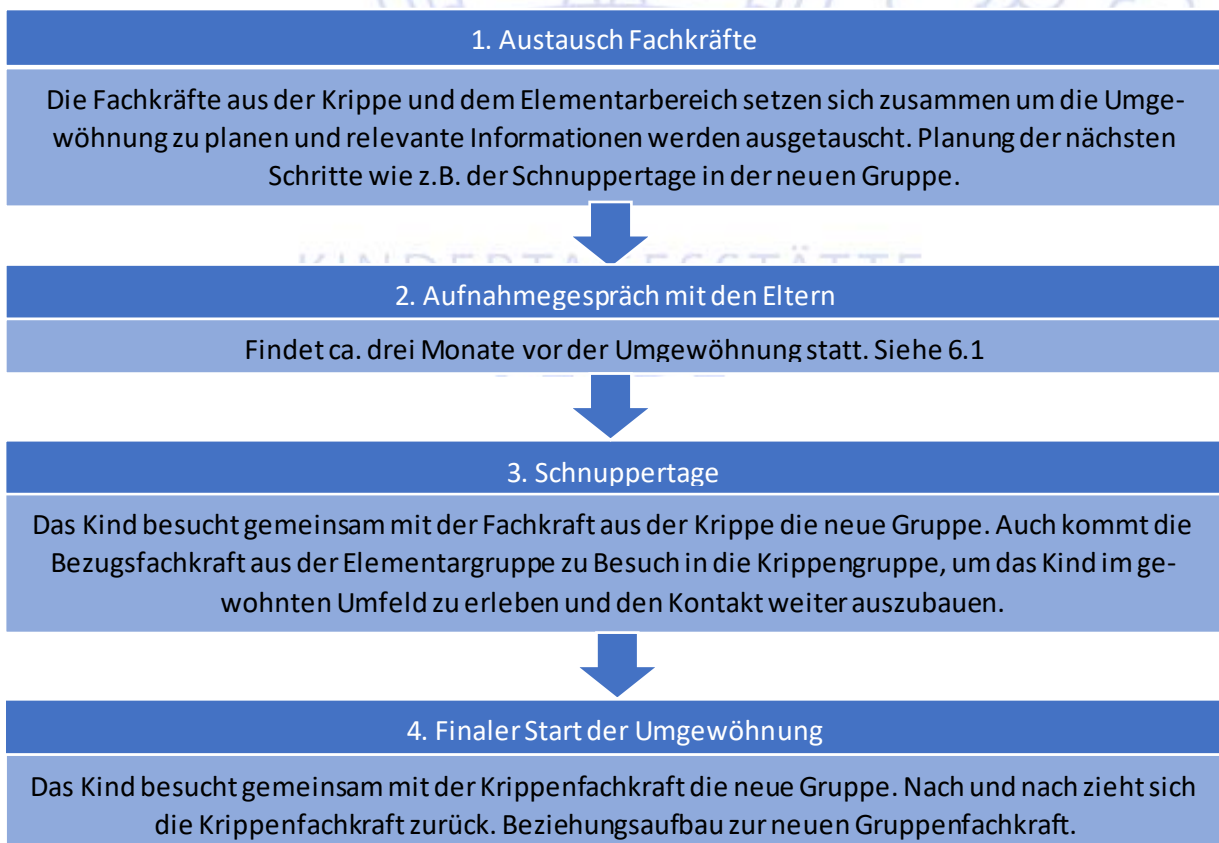 1. Austausch Fachkräfte
Die Fachkräfte aus der Krippe und dem Elementarbereich setzen sich zusammen um die Umge-
wöhnung zu planen und relevante Informationen werden ausgetauscht. Planung der nächsten
Schritte wie z.B. der Schnuppertage in der neuen Gruppe.
KINDERTAGESSTÄTTE
2. Aufnahmegespräch mit den Eltern
Findet ca. drei Monate vor der Umgewöhnung statt. Siehe 6.1
3. Schnuppertage
Das Kind besucht gemeinsam mit der Fachkraft aus der Krippe die neue Gruppe. Auch kommt die
Bezugsfachkraft aus der Elementargruppe zu Besuch in die Krippengruppe, um das Kind im ge-
wohnten Umfeld zu erleben und den Kontakt weiter auszubauen.
4. Finaler Start der Umgewöhnung
Das Kind besucht gemeinsam mit der Krippenfachkraft die neue Gruppe. Nach und nach zieht sich
die Krippenfachkraft zurück. Beziehungsaufbau zur neuen Gruppenfachkraft.